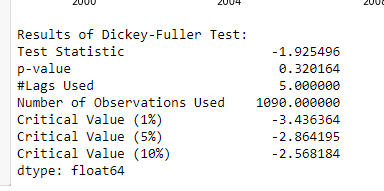 2000 2004 2008
Results of Dickey-Fuller Test:
Test Statistic -1.925496
p-value 0.320164
#Lags Used 5.000000
Number of Observations Used 1090.000000
Critical Value (1%) -3.436364
Critical Value (5%) -2.864195
Critical Value (10%) -2.568184
dtype: float64